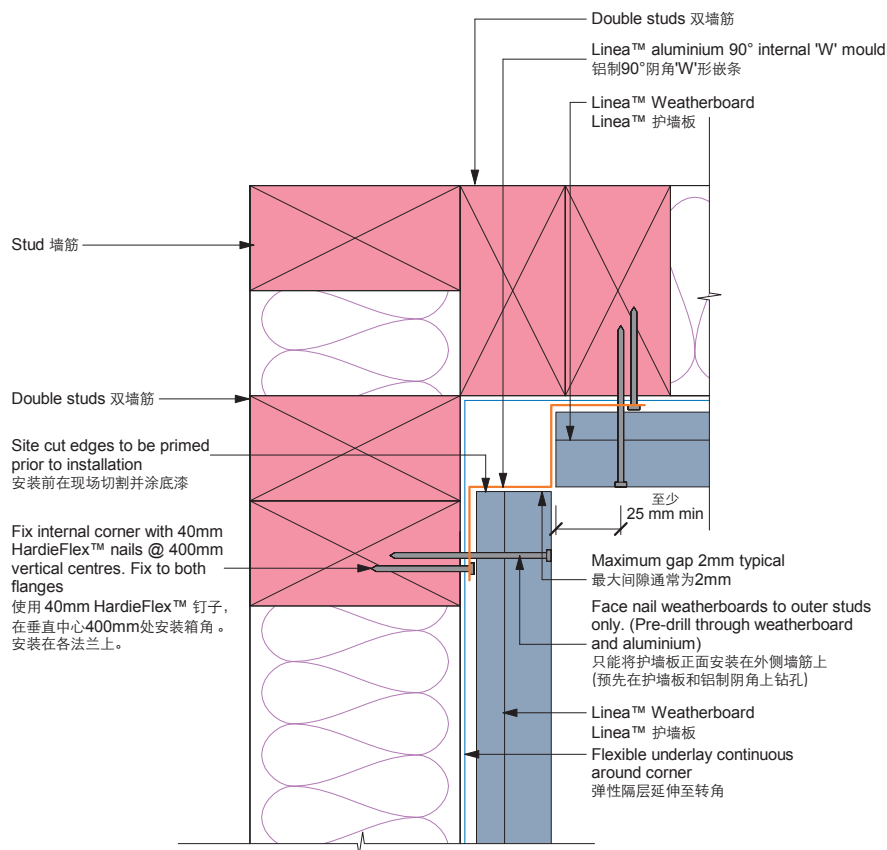 Double studs 双墙筋
Linea™ aluminium 90° internal 'W' mould
铝制90°阴角'W'形嵌条
Linea™ Weatherboard
Linea™ 护墙板
Stud 墙筋
Double studs 双墙筋
Site cut edges to be primed
prior to installation
安装前在现场切割并涂底漆
Fix internal corner with 40mm
HardieFlex™ nails @ 400mm
vertical centres. Fix to both
flanges
使用 40mm HardieFlex™ 钉子，
在垂直中心400mm处安装箱角。
安装在各法兰上。
至少
25 mm min
Maximum gap 2mm typical
最大间隙通常为2mm
Face nail weatherboards to outer studs
only. (Pre-drill through weatherboard
and aluminium)
只能将护墙板正面安装在外侧墙筋上
(预先在护墙板和铝制阴角上钻孔)
Linea™ Weatherboard
Linea™ 护墙板
Flexible underlay continuous
around corner
弹性隔层延伸至转角